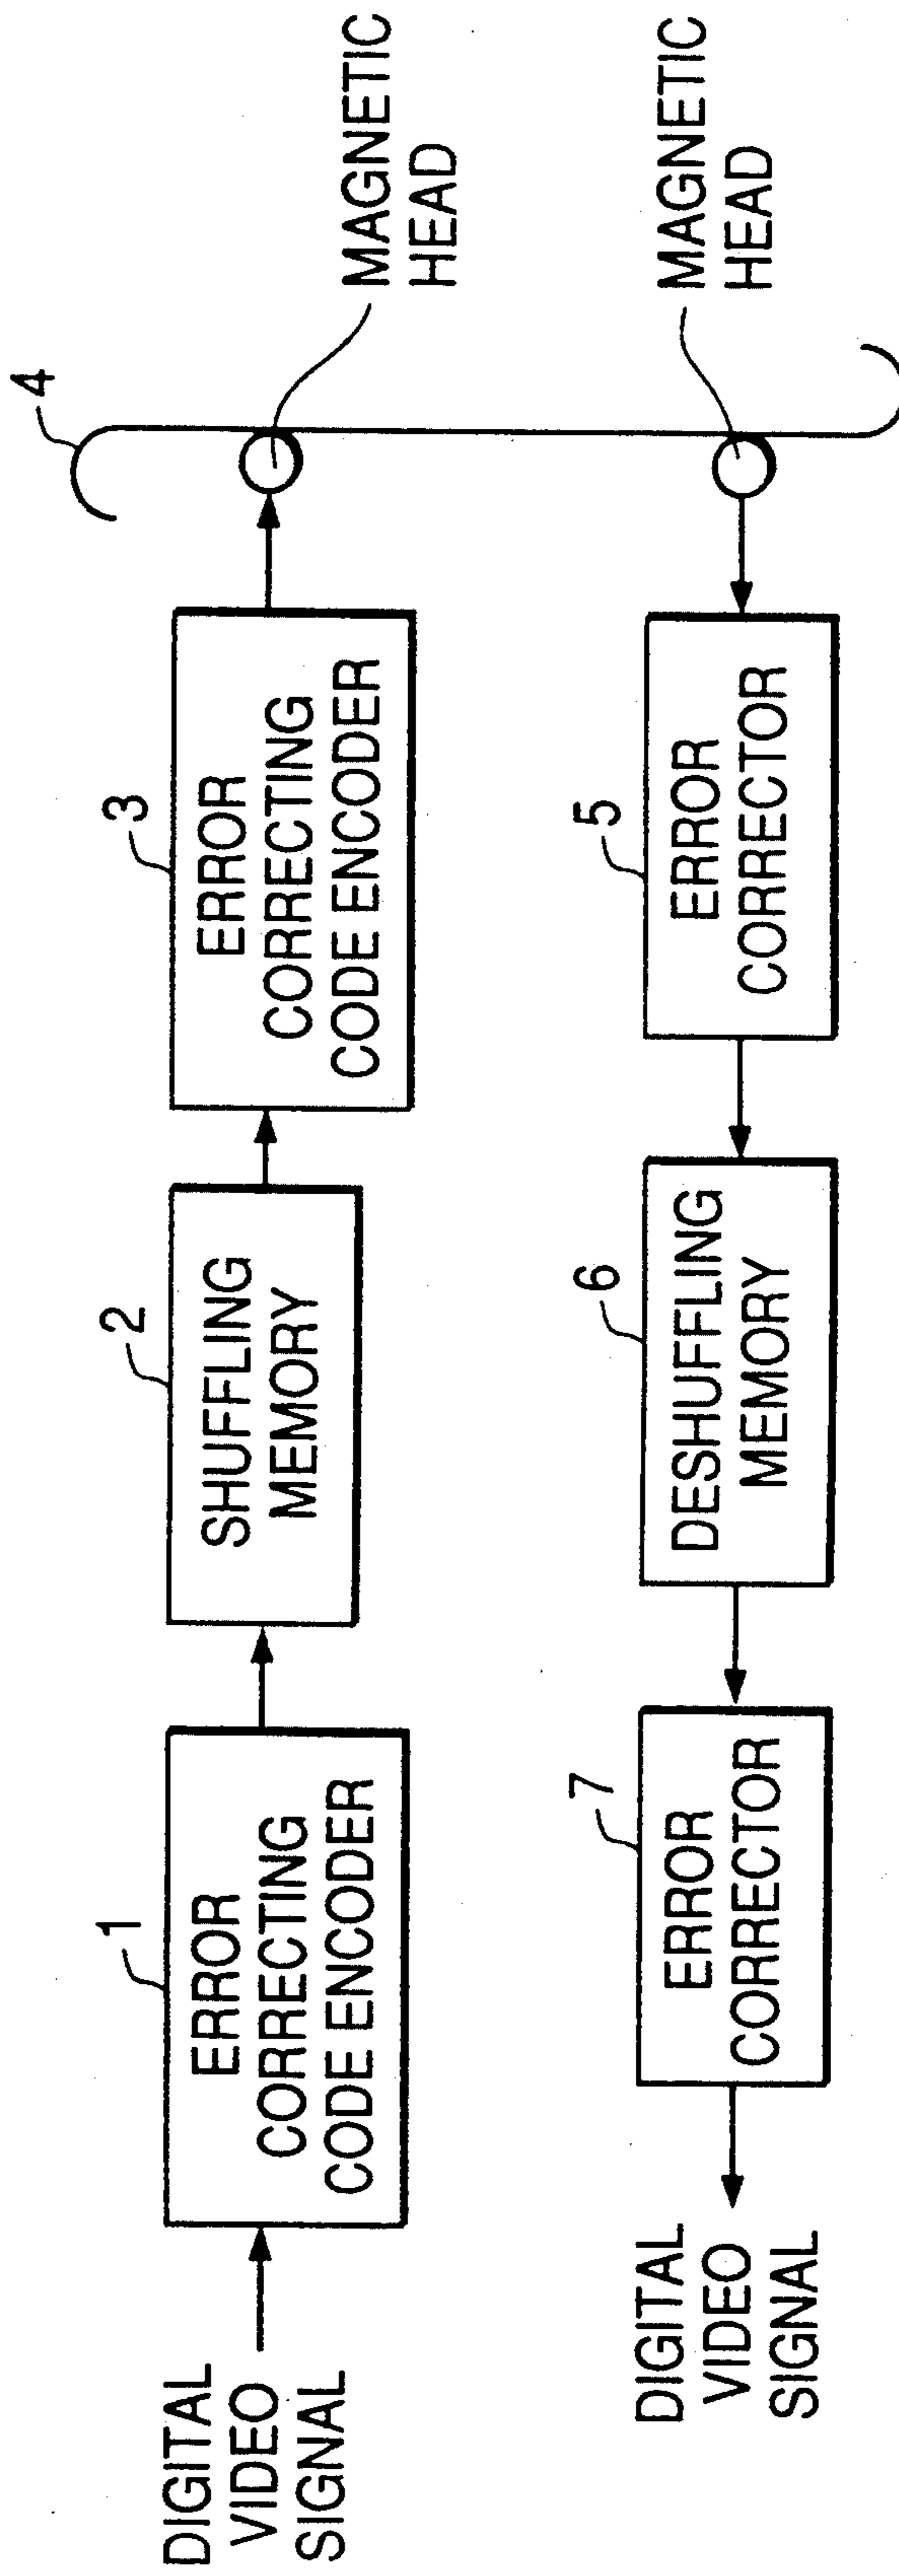 DIGITAL
VIDEO
SIGNAL
1
ERROR
CORRECTING
CODE ENCODER
2
SHUFFLING
MEMORY
3
ERROR
CORRECTING
CODE ENCODER
4
MAGNETIC
HEAD
DIGITAL
VIDEO
SIGNAL
7
ERROR
CORRECTOR
6
DESHUFFLING
MEMORY
5
ERROR
CORRECTOR
MAGNETIC
HEAD